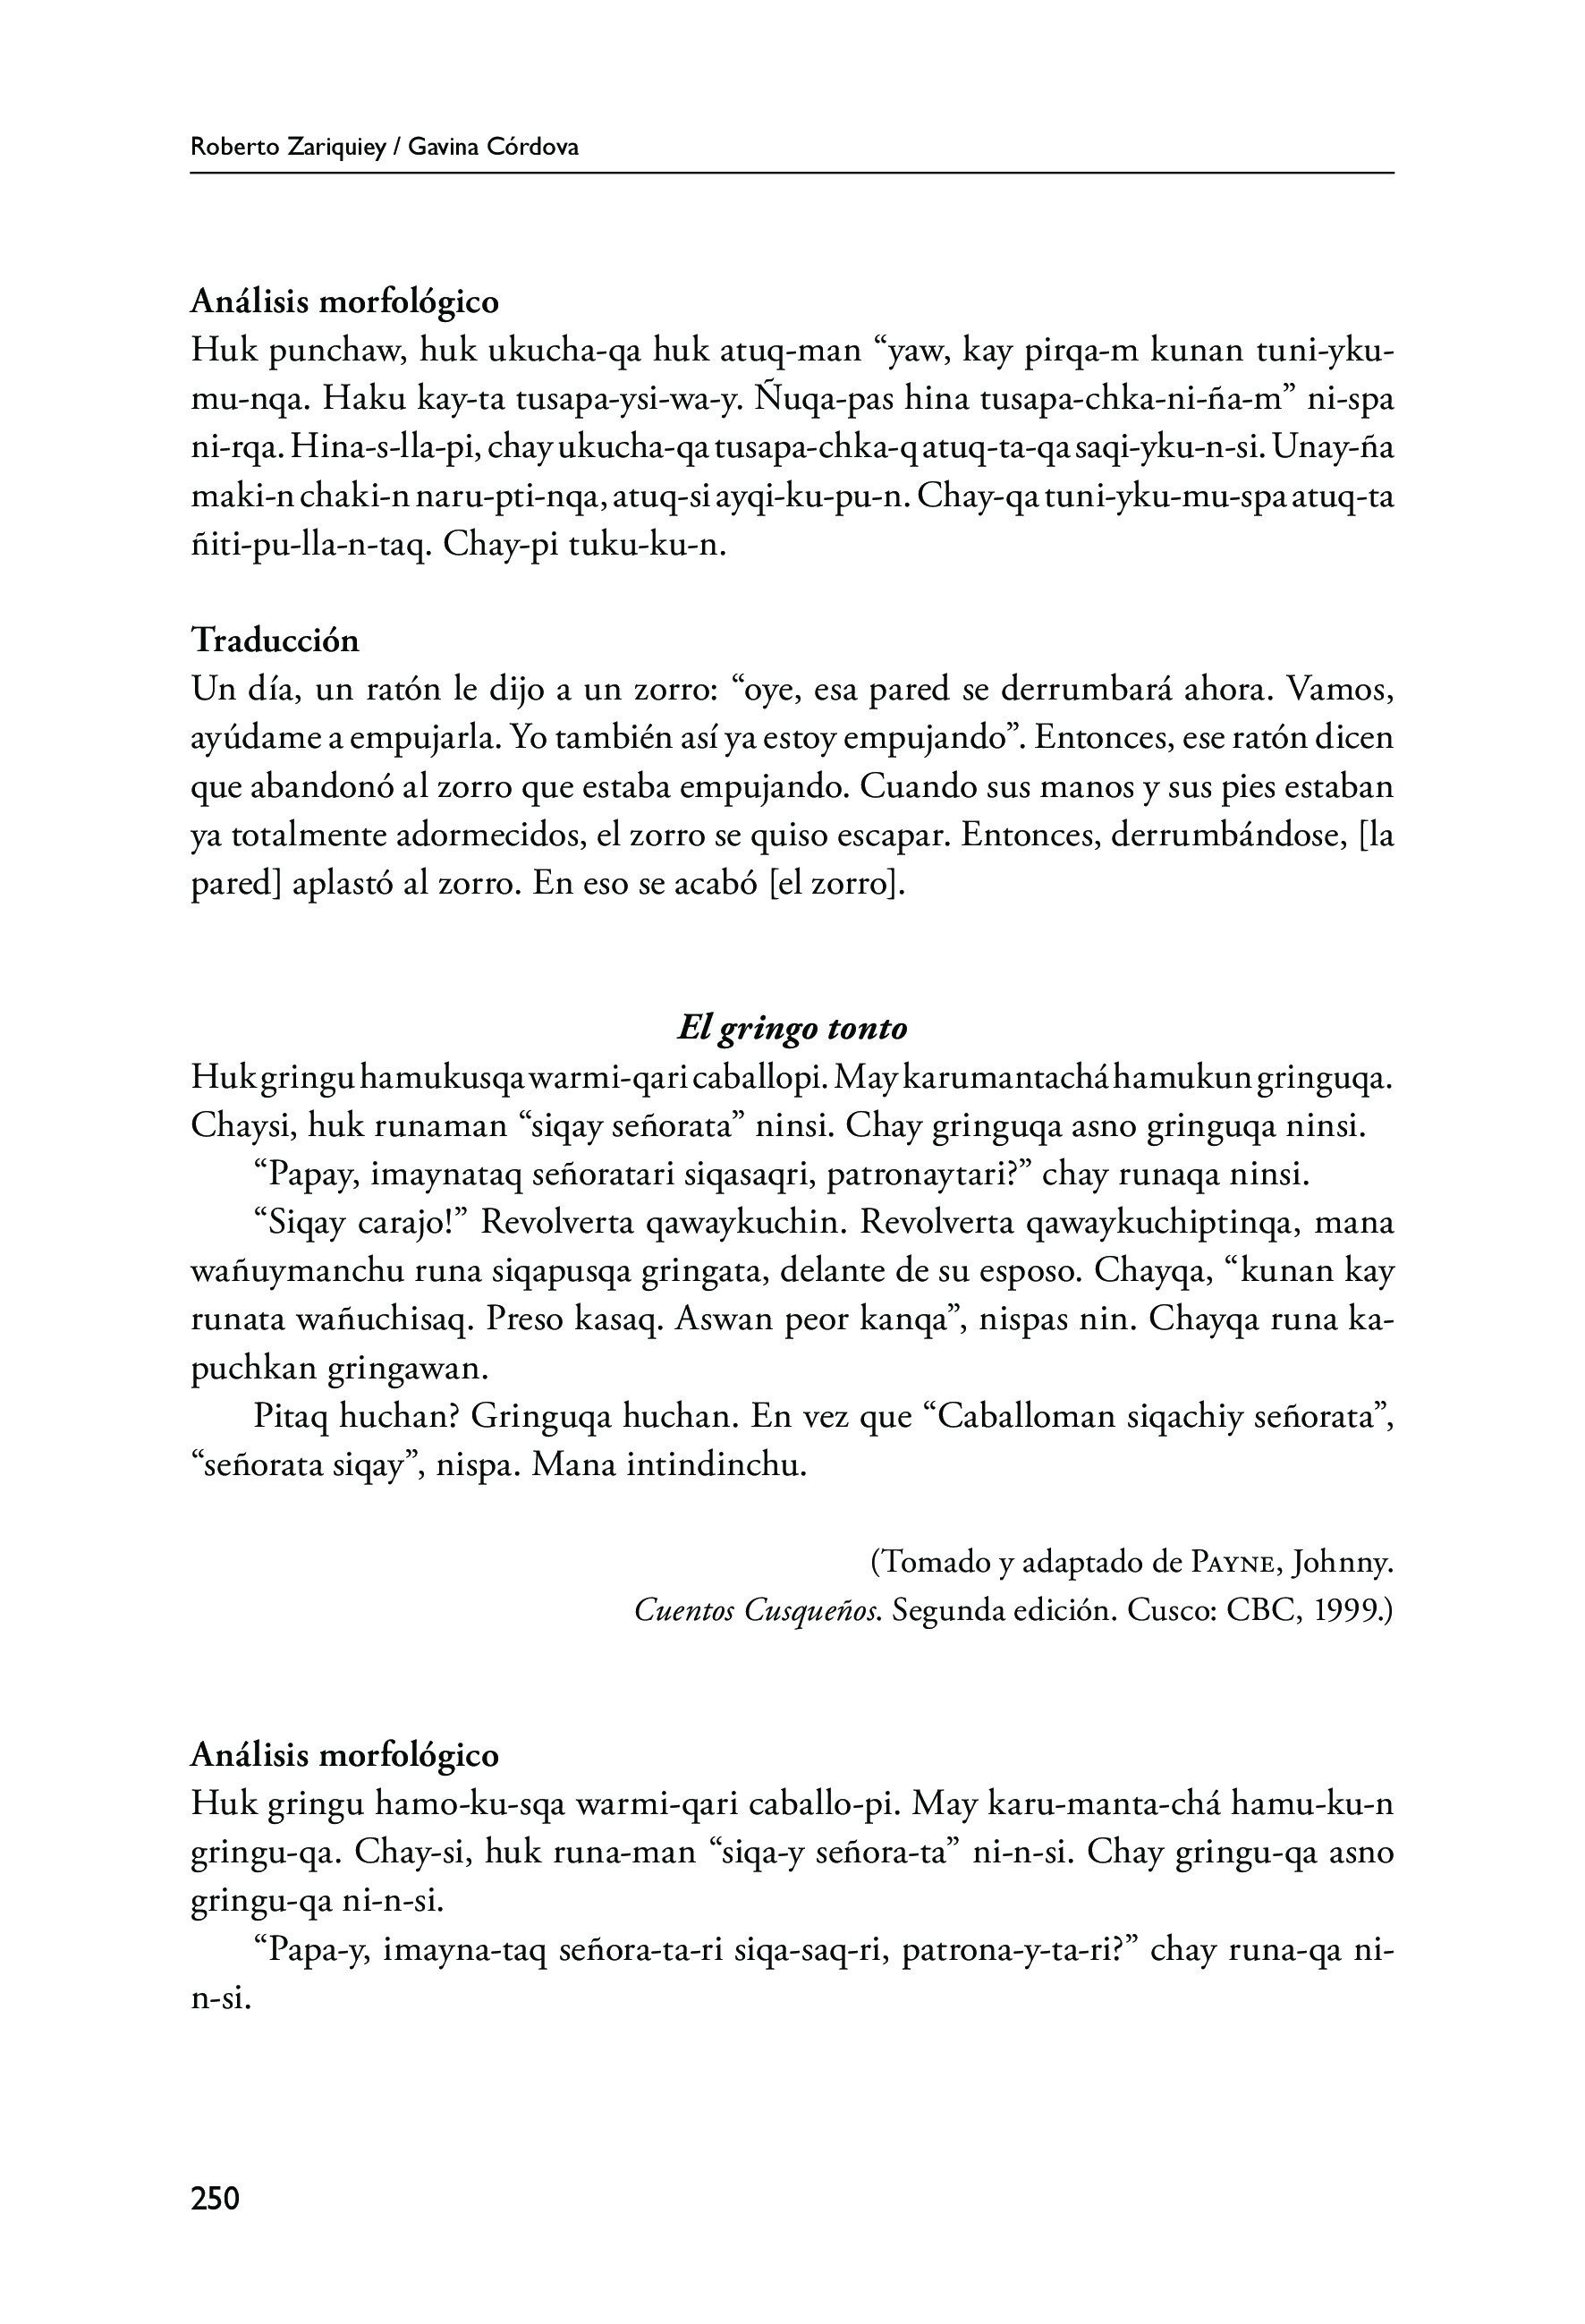 Roberto Zariquiey / Gavina Córdova
Análisis morfológico
Huk punchaw, huk ukucha-qa huk atuq-man “yaw, kay pirqa-m kunan tuni-yku-
mu-nqa. Haku kay-ta tusapa-ysi-wa-y. Ñuqa-pas hina tusapa-chka-ni-ña-m” ni-spa
ni-rqa. Hina-s-lla-pi, chay ukucha-qa tusapa-chka-q atuq-ta-qa saqi-yku-n-si. Unay-ña
maki-n chaki-n naru-pti-nqa, atuq-si ayqi-ku-pu-n. Chay-qa tuni-yku-mu-spa atuq-ta
ñiti-pu-lla-n-taq. Chay-pi tuku-ku-n.
Traducción
Un día, un ratón le dijo a un zorro: “oye, esa pared se derrumbará ahora. Vamos,
ayúdame a empujarla. Yo también así ya estoy empujando”. Entonces, ese ratón dicen
que abandonó al zorro que estaba empujando. Cuando sus manos y sus pies estaban
ya totalmente adormecidos, el zorro se quiso escapar. Entonces, derrumbándose, [la
pared] aplastó al zorro. En eso se acabó [el zorro].
El gringo tonto
Huk gringu hamukusqa warmi-qari caballopi. May karumantachá hamukun gringuqa.
Chaysi, huk runaman “siqay señorata” ninsi. Chay gringuqa asno gringuqa ninsi.
“Papay, imaynataq señoratari siqasaqri, patronaytari?” chay runaqa ninsi.
“Siqay carajo!” Revolverta qawaykuchin. Revolverta qawaykuchiptinqa, mana
wañuymanchu runa siqapusqa gringata, delante de su esposo. Chayqa, “kunan kay
runata wañuchisaq. Preso kasaq. Aswan peor kanqa”, nispas nin. Chayqa runa ka-
puchkan gringawan.
Pitaq huchan? Gringuqa huchan. En vez que “Caballoman siqachiy señorata”,
“señorata siqay”, nispa. Mana intindinchu.
(Tomado y adaptado de PAYNE, Johnny.
Cuentos Cusqueños. Segunda edición. Cusco: CBC, 1999.)
Análisis morfológico
Huk gringu hamo-ku-sqa warmi-qari caballo-pi. May karu-manta-chá hamu-ku-n
gringu-qa. Chay-si, huk runa-man “siqa-y señora-ta” ni-n-si. Chay gringu-qa asno
gringu-qa ni-n-si.
“Papa-y, imayna-taq señora-ta-ri siqa-saq-ri, patrona-y-ta-ri?” chay runa-qa ni-
n-si.
250